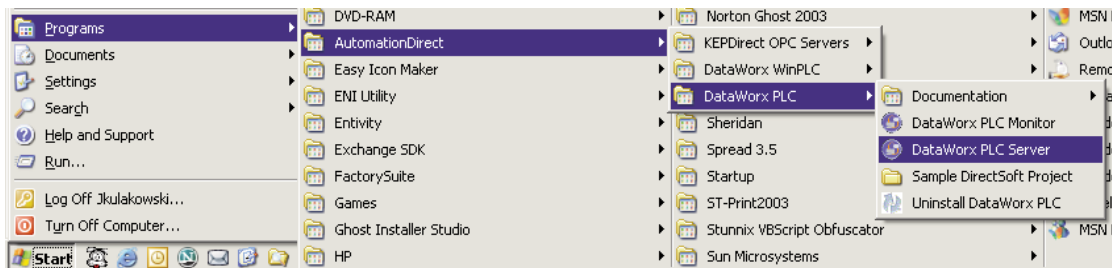 Programs
Documents
Settings
Search
Help and Support
Run...
Log Off Jkulakowski...
Turn Off Computer...
Start
DVD-RAM
AutomationDirect
Easy Icon Maker
ENI Utility
Entivity
Exchange SDK
FactorySuite
Games
Ghost Installer Studio
HP
Norton Ghost 2003
KEPDirect OPC Servers
DataWorx WinPLC
DataWorx PLC
Sheridan
Spread 3.5
Startup
ST-Print2003
Stunnix VBScript Obfuscator
Sun Microsystems
Documentation
DataWorx PLC Monitor
DataWorx PLC Server
Sample DirectSoft Project
Uninstall DataWorx PLC
MSN
Outlo
Remo
MSN